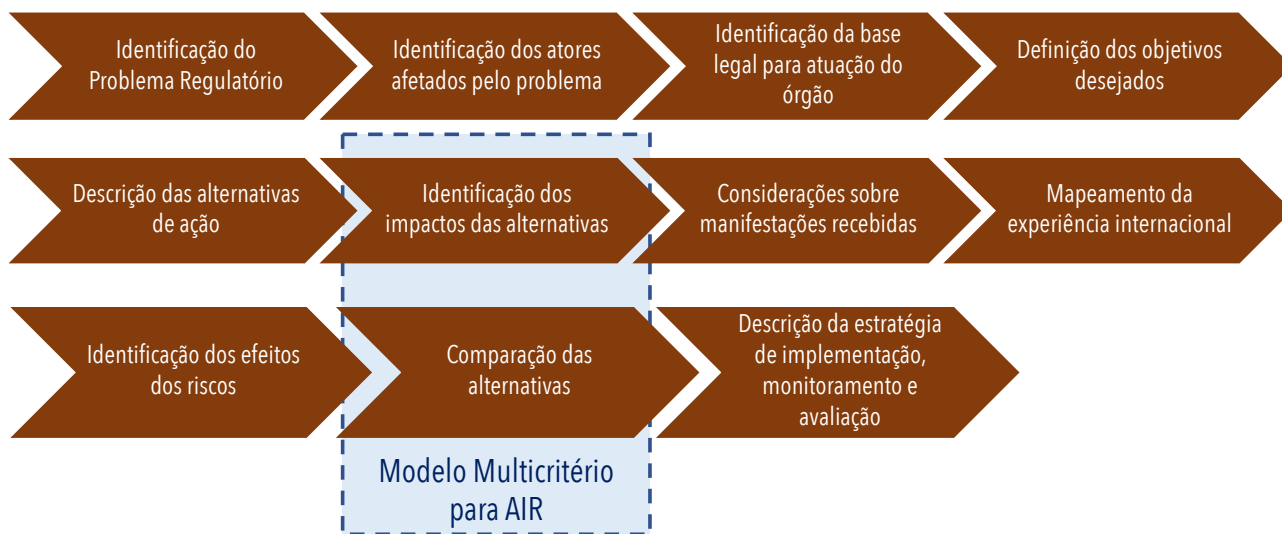 Identificação do
Problema Regulatório
Identificação dos atores
afetados pelo problema
Identificação da base
legal para atuação do
órgão
Definição dos objetivos
desejados
Descrição das alternativas
de ação
Identificação dos
impactos das alternativas
Considerações sobre
manifestações recebidas
Mapeamento da
experiência internacional
Identificação dos efeitos
dos riscos
Comparação das
alternativas
Descrição da estratégia
de implementação,
monitoramento e
avaliação
Modelo Multicritério
para AIR